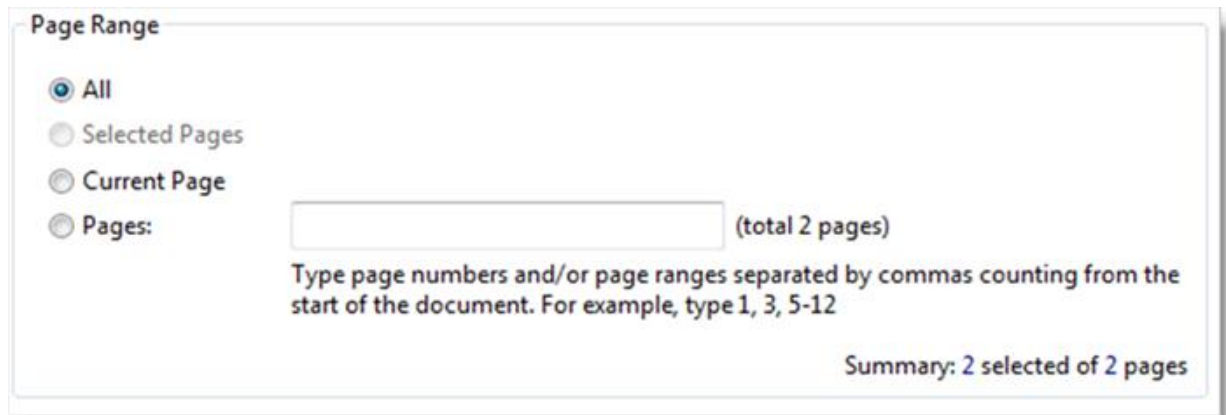 Page Range
All
Selected Pages
Current Page
Pages:
(total 2 pages)
Type page numbers and/or page ranges separated by commas counting from the
start of the document. For example, type 1, 3, 5-12
Summary: 2 selected of 2 pages